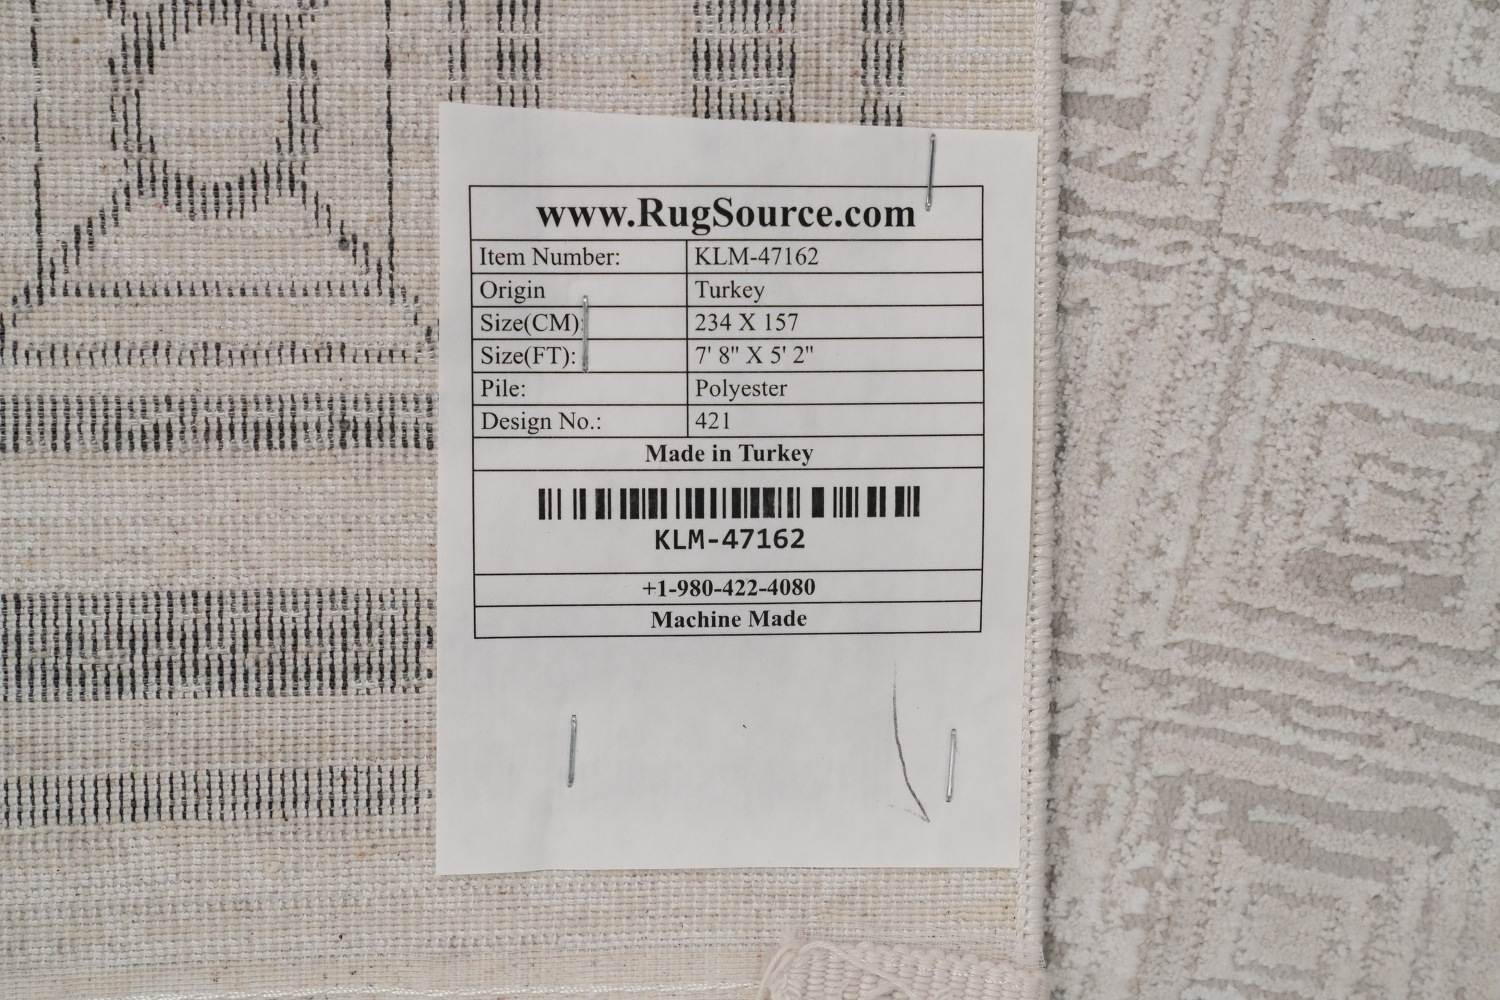 www.RugSource.com
Item Number: KLM-47162
Origin Turkey
Size(CM): 234 X 157
Size(FT): 7' 8" X 5' 2"
Pile: Polyester
Design No.: 421
Made in Turkey
KLM-47162
+1-980-422-4080
Machine Made